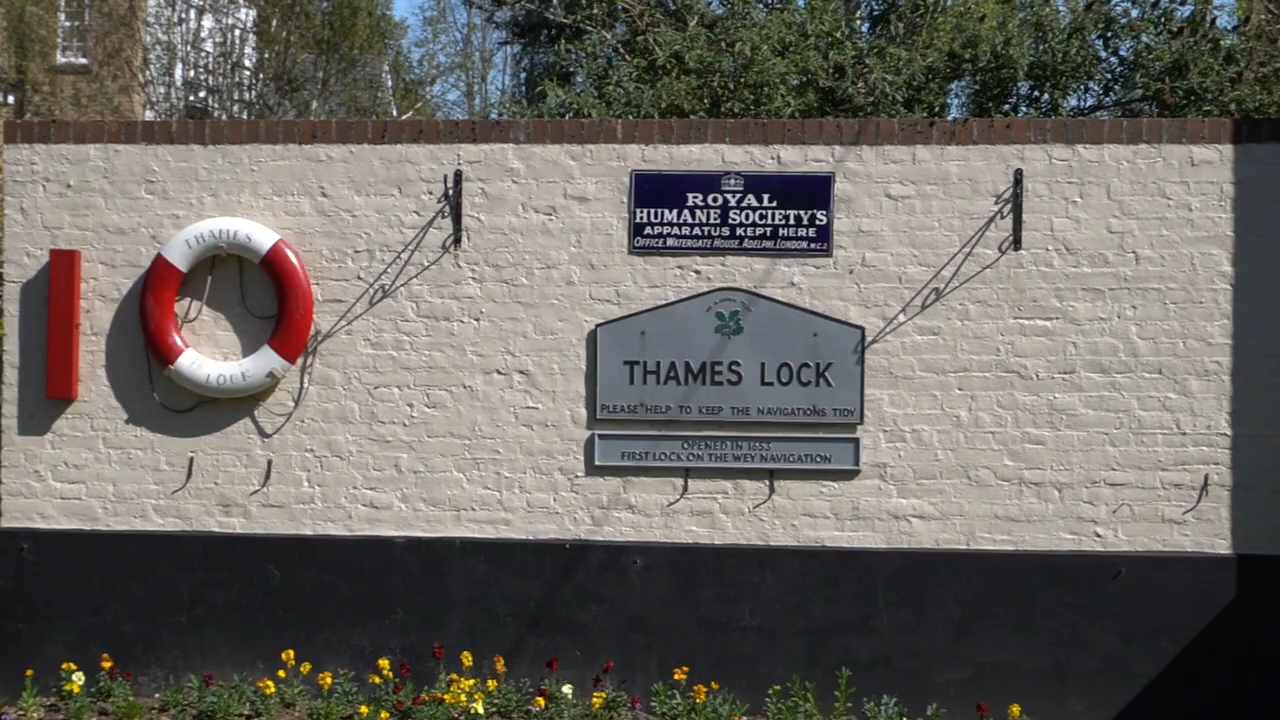 THAMES
LOCK
ROYAL
HUMANE SOCIETY'S
APPARATUS KEPT HERE
OFFICE. WATERGATE HOUSE. ADELPHI. LONDON. W.C.2
THAMES LOCK
PLEASE HELP TO KEEP THE NAVIGATIONS TIDY
OPENED IN 1653
FIRST LOCK ON THE WEY NAVIGATION